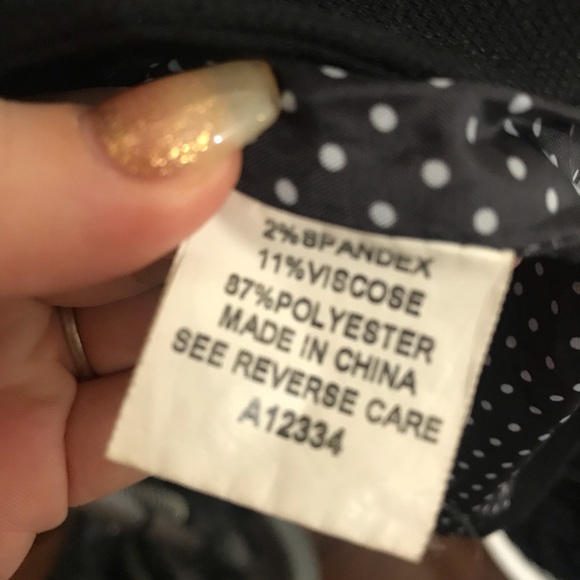 2%SPANDEX
11%VISCOSE
87%POLYESTER
MADE IN CHINA
SEE REVERSE CARE
A12334